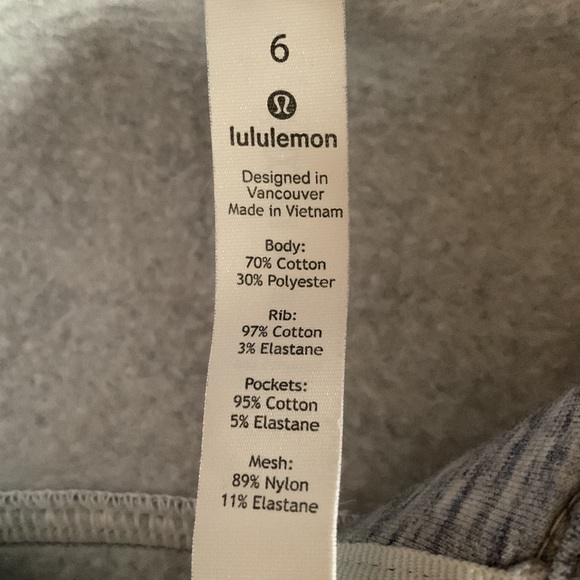 6
lululemon
Designed in
Vancouver
Made in Vietnam
Body:
70% Cotton
30% Polyester
Rib:
97% Cotton
3% Elastane
Pockets:
95% Cotton
5% Elastane
Mesh:
89% Nylon
11% Elastane